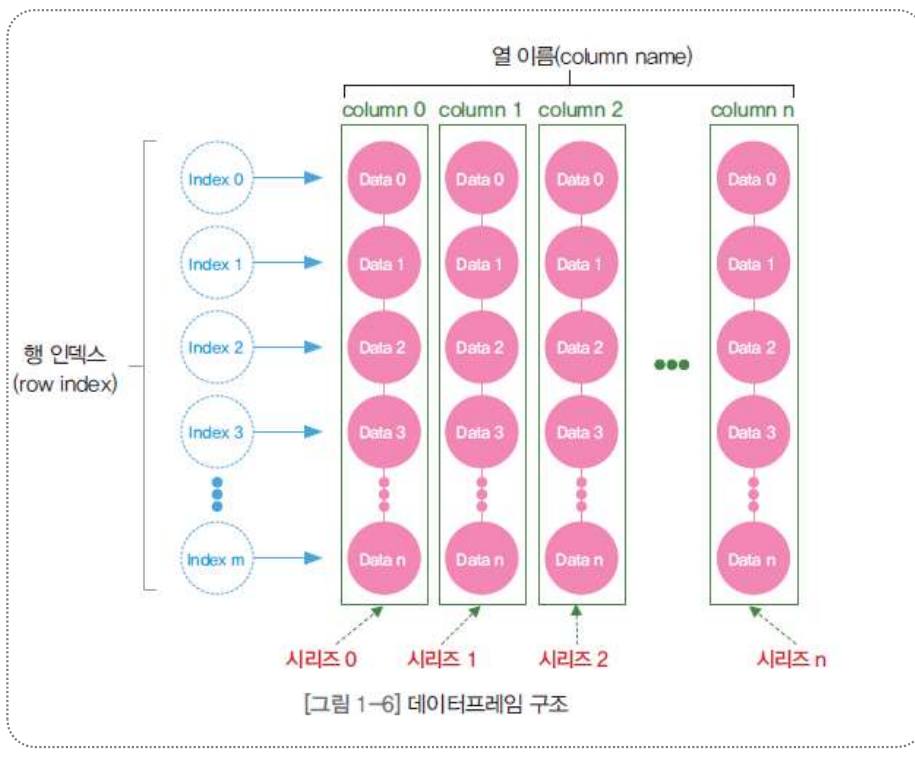 열 이름(column name)
column 0 column 1 column 2 column n
Index 0 Data 0 Data 0 Data 0 Data 0
Index 1 Data 1 Data 1 Data 1 Data 1
행 인덱스
(row index)
Index 2 Data 2 Data 2 Data 2 Data 2
Index 3 Data 3 Data 3 Data 3 Data 3
Index m Data n Data n Data n Data n
시리즈 0 시리즈 1 시리즈 2 시리즈 n
[그림 1-6] 데이터프레임 구조